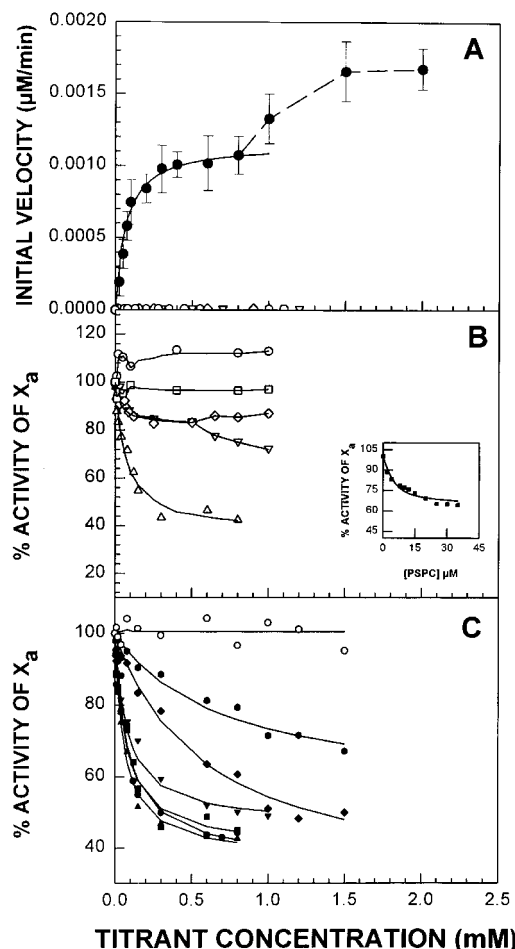 A
INITIAL VELOCITY (μM/min)
0.0020
0.0015
0.0010
0.0005
0.0000
B
% ACTIVITY OF Xa
120
100
80
60
40
20
% ACTIVITY OF Xa
105
90
75
60
45
0 15 30 45
[PSPC] μM
C
% ACTIVITY OF Xa
100
80
60
40
0.0 0.5 1.0 1.5 2.0 2.5
TITRANT CONCENTRATION (mM)